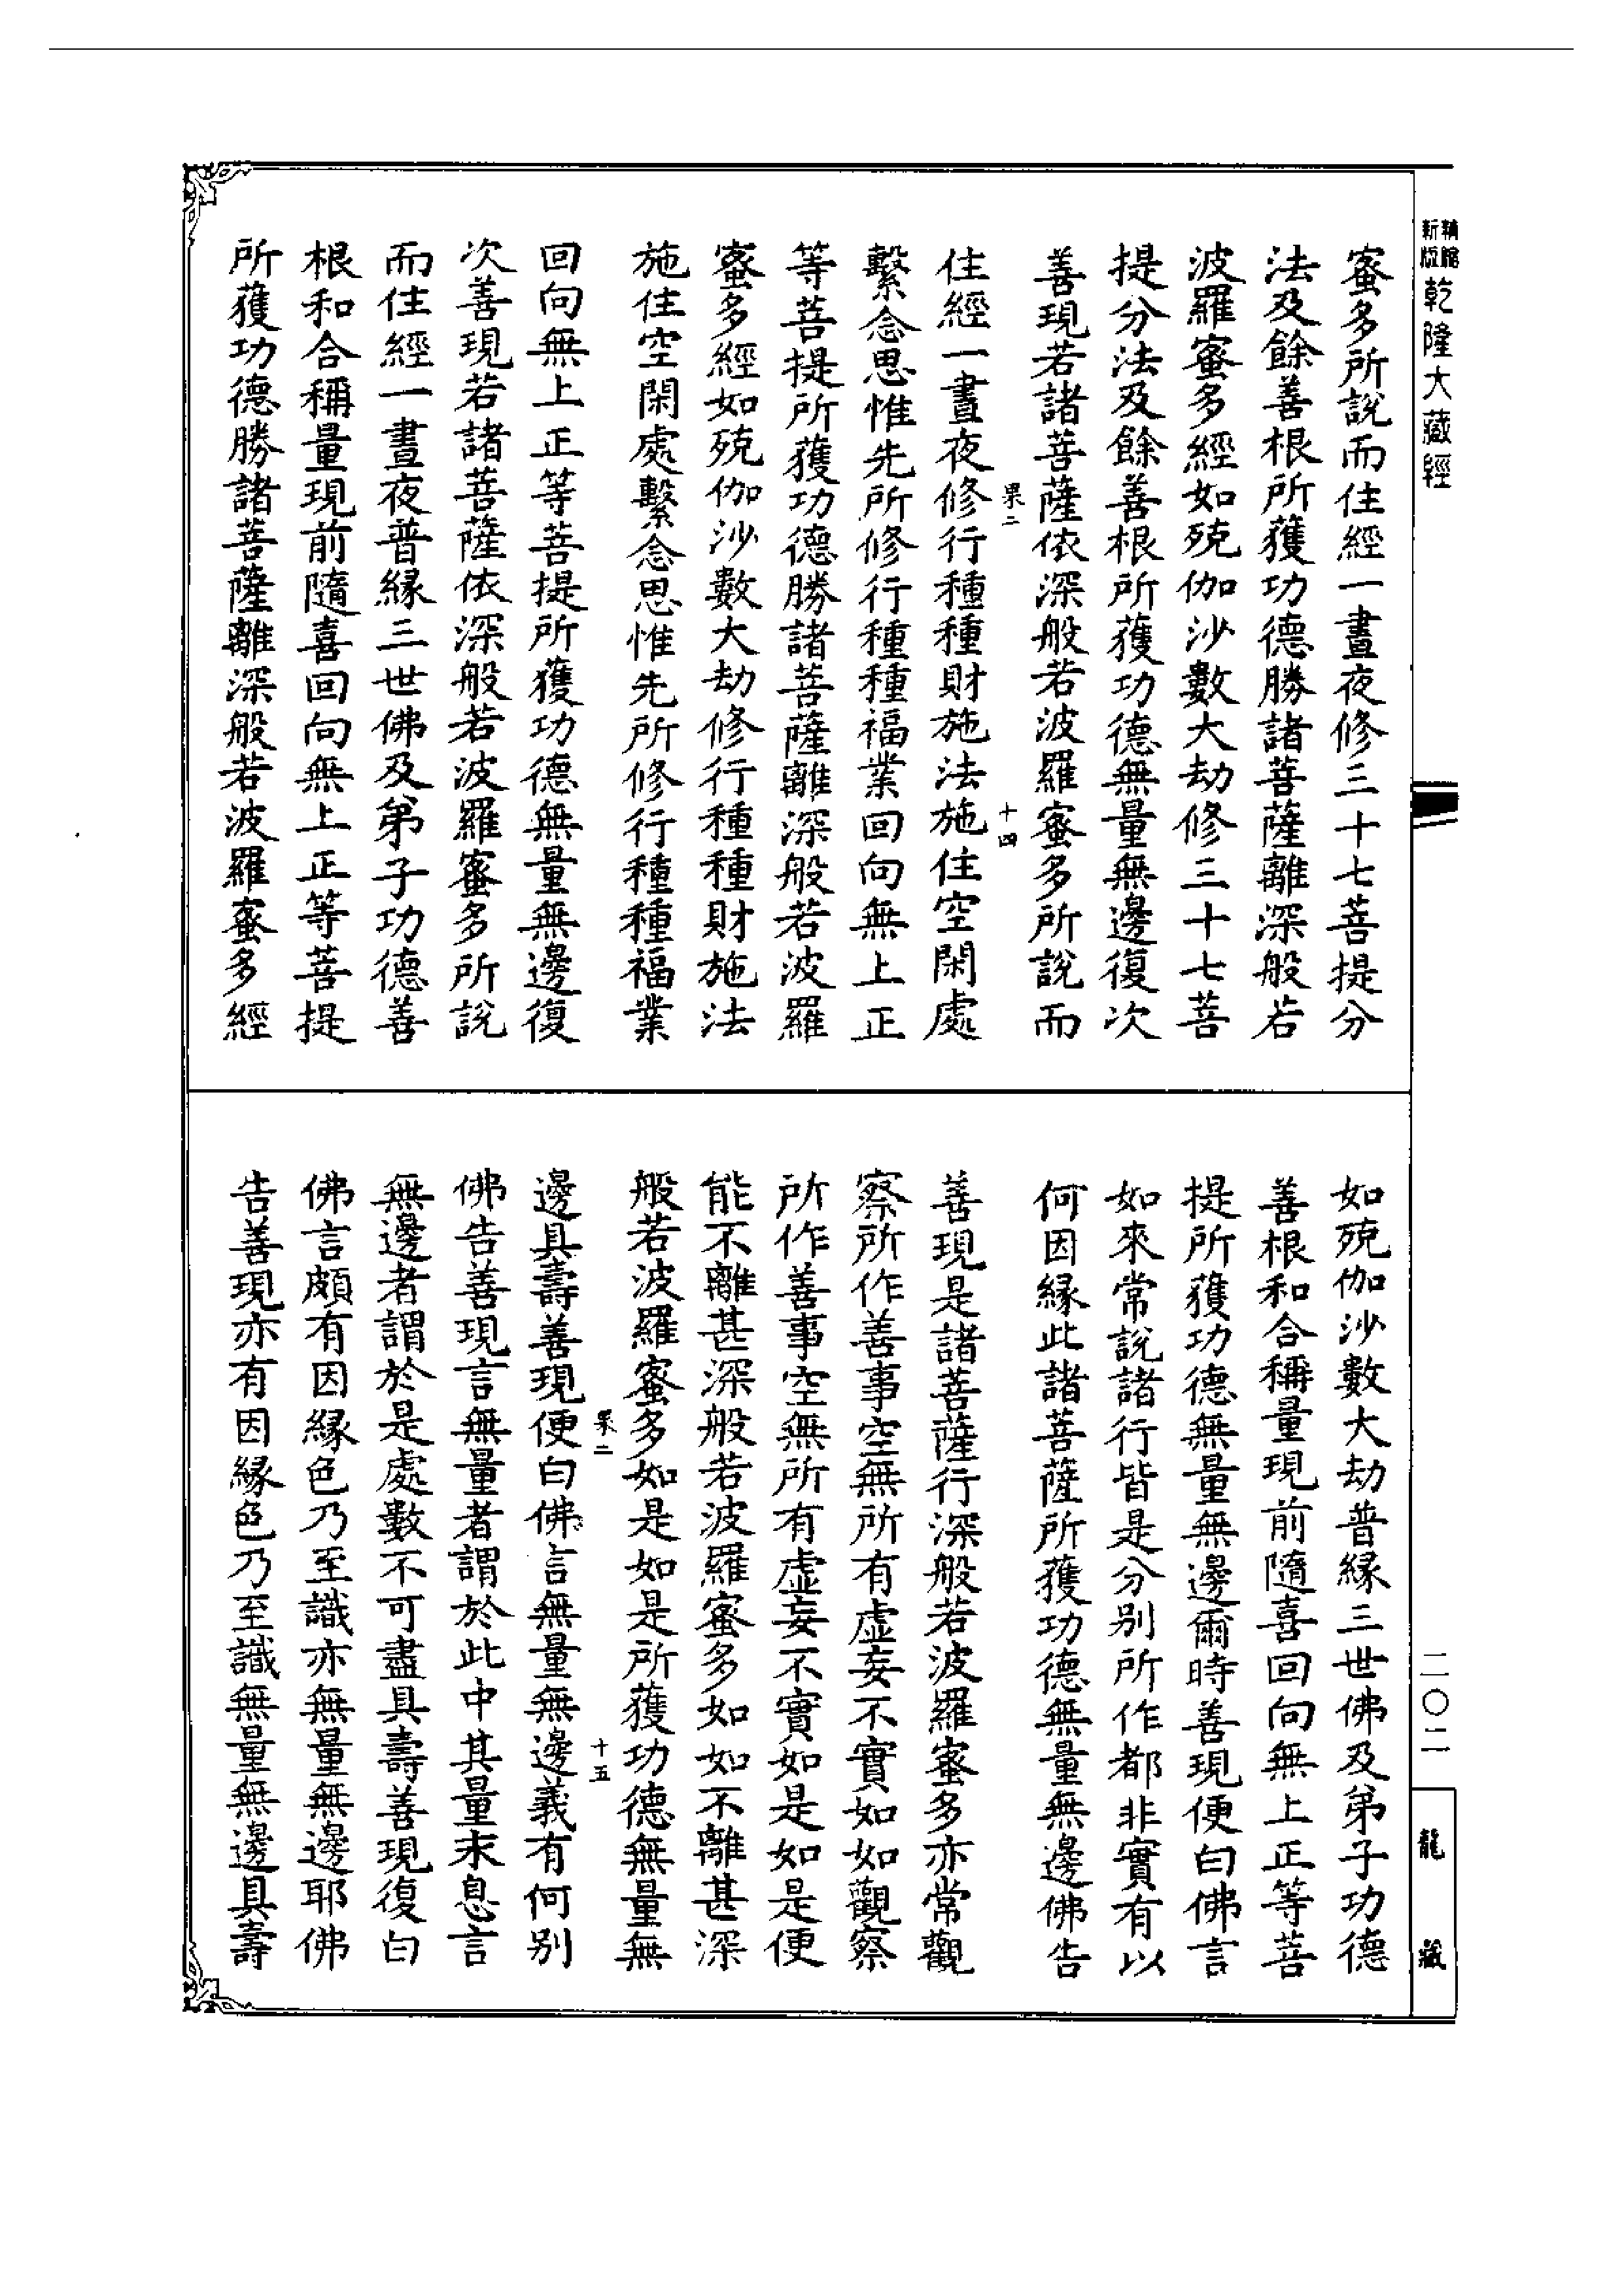 新版
精縮
乾隆大藏經
蜜多所說而住經一晝夜修三十七菩提分
法及餘善根所獲功德勝諸菩薩離深般若
波羅蜜多經如殑伽沙數大劫修三十七菩
提分法及餘善根所獲功德無量無邊復次
善現若諸菩薩依深般若波羅蜜多所說而
果二
十四
住經一晝夜修行種種財施法施住空閑處
繫念思惟先所修行種種福業回向無上正
等菩提所獲功德勝諸菩薩離深般若波羅
蜜多經如殑伽沙數大劫修行種種財施法
施住空閑處繫念思惟先所修行種種福業
回向無上正等菩提所獲功德無量無邊復
次善現若諸菩薩依深般若波羅蜜多所說
而住經一晝夜普緣三世佛及弟子功德善
根和合稱量現前隨喜回向無上正等菩提
所獲功德勝諸菩薩離深般若波羅蜜多經
如殑伽沙數大劫普緣三世佛及弟子功德
善根和合稱量現前隨喜回向無上正等菩
提所獲功德無量無邊爾時善現便白佛言
如來常說諸行皆是分別所作都非實有以
何因緣此諸菩薩所獲功德無量無邊佛告
善現是諸菩薩行深般若波羅蜜多亦常觀
察所作善事空無所有虛妄不實如如觀察
所作善事空無所有虛妄不實如是如是便
能不離甚深般若波羅蜜多如如不離甚深
般若波羅蜜多如是如是所獲功德無量無
果二
十五
邊具壽善現便白佛言無量無邊義有何別
佛告善現言無量者謂於此中其量永息言
無邊者謂於是處數不可盡具壽善現復白
佛言頗有因緣色乃至識亦無量無邊耶佛
告善現亦有因緣色乃至識無量無邊具壽
二〇二
龍藏